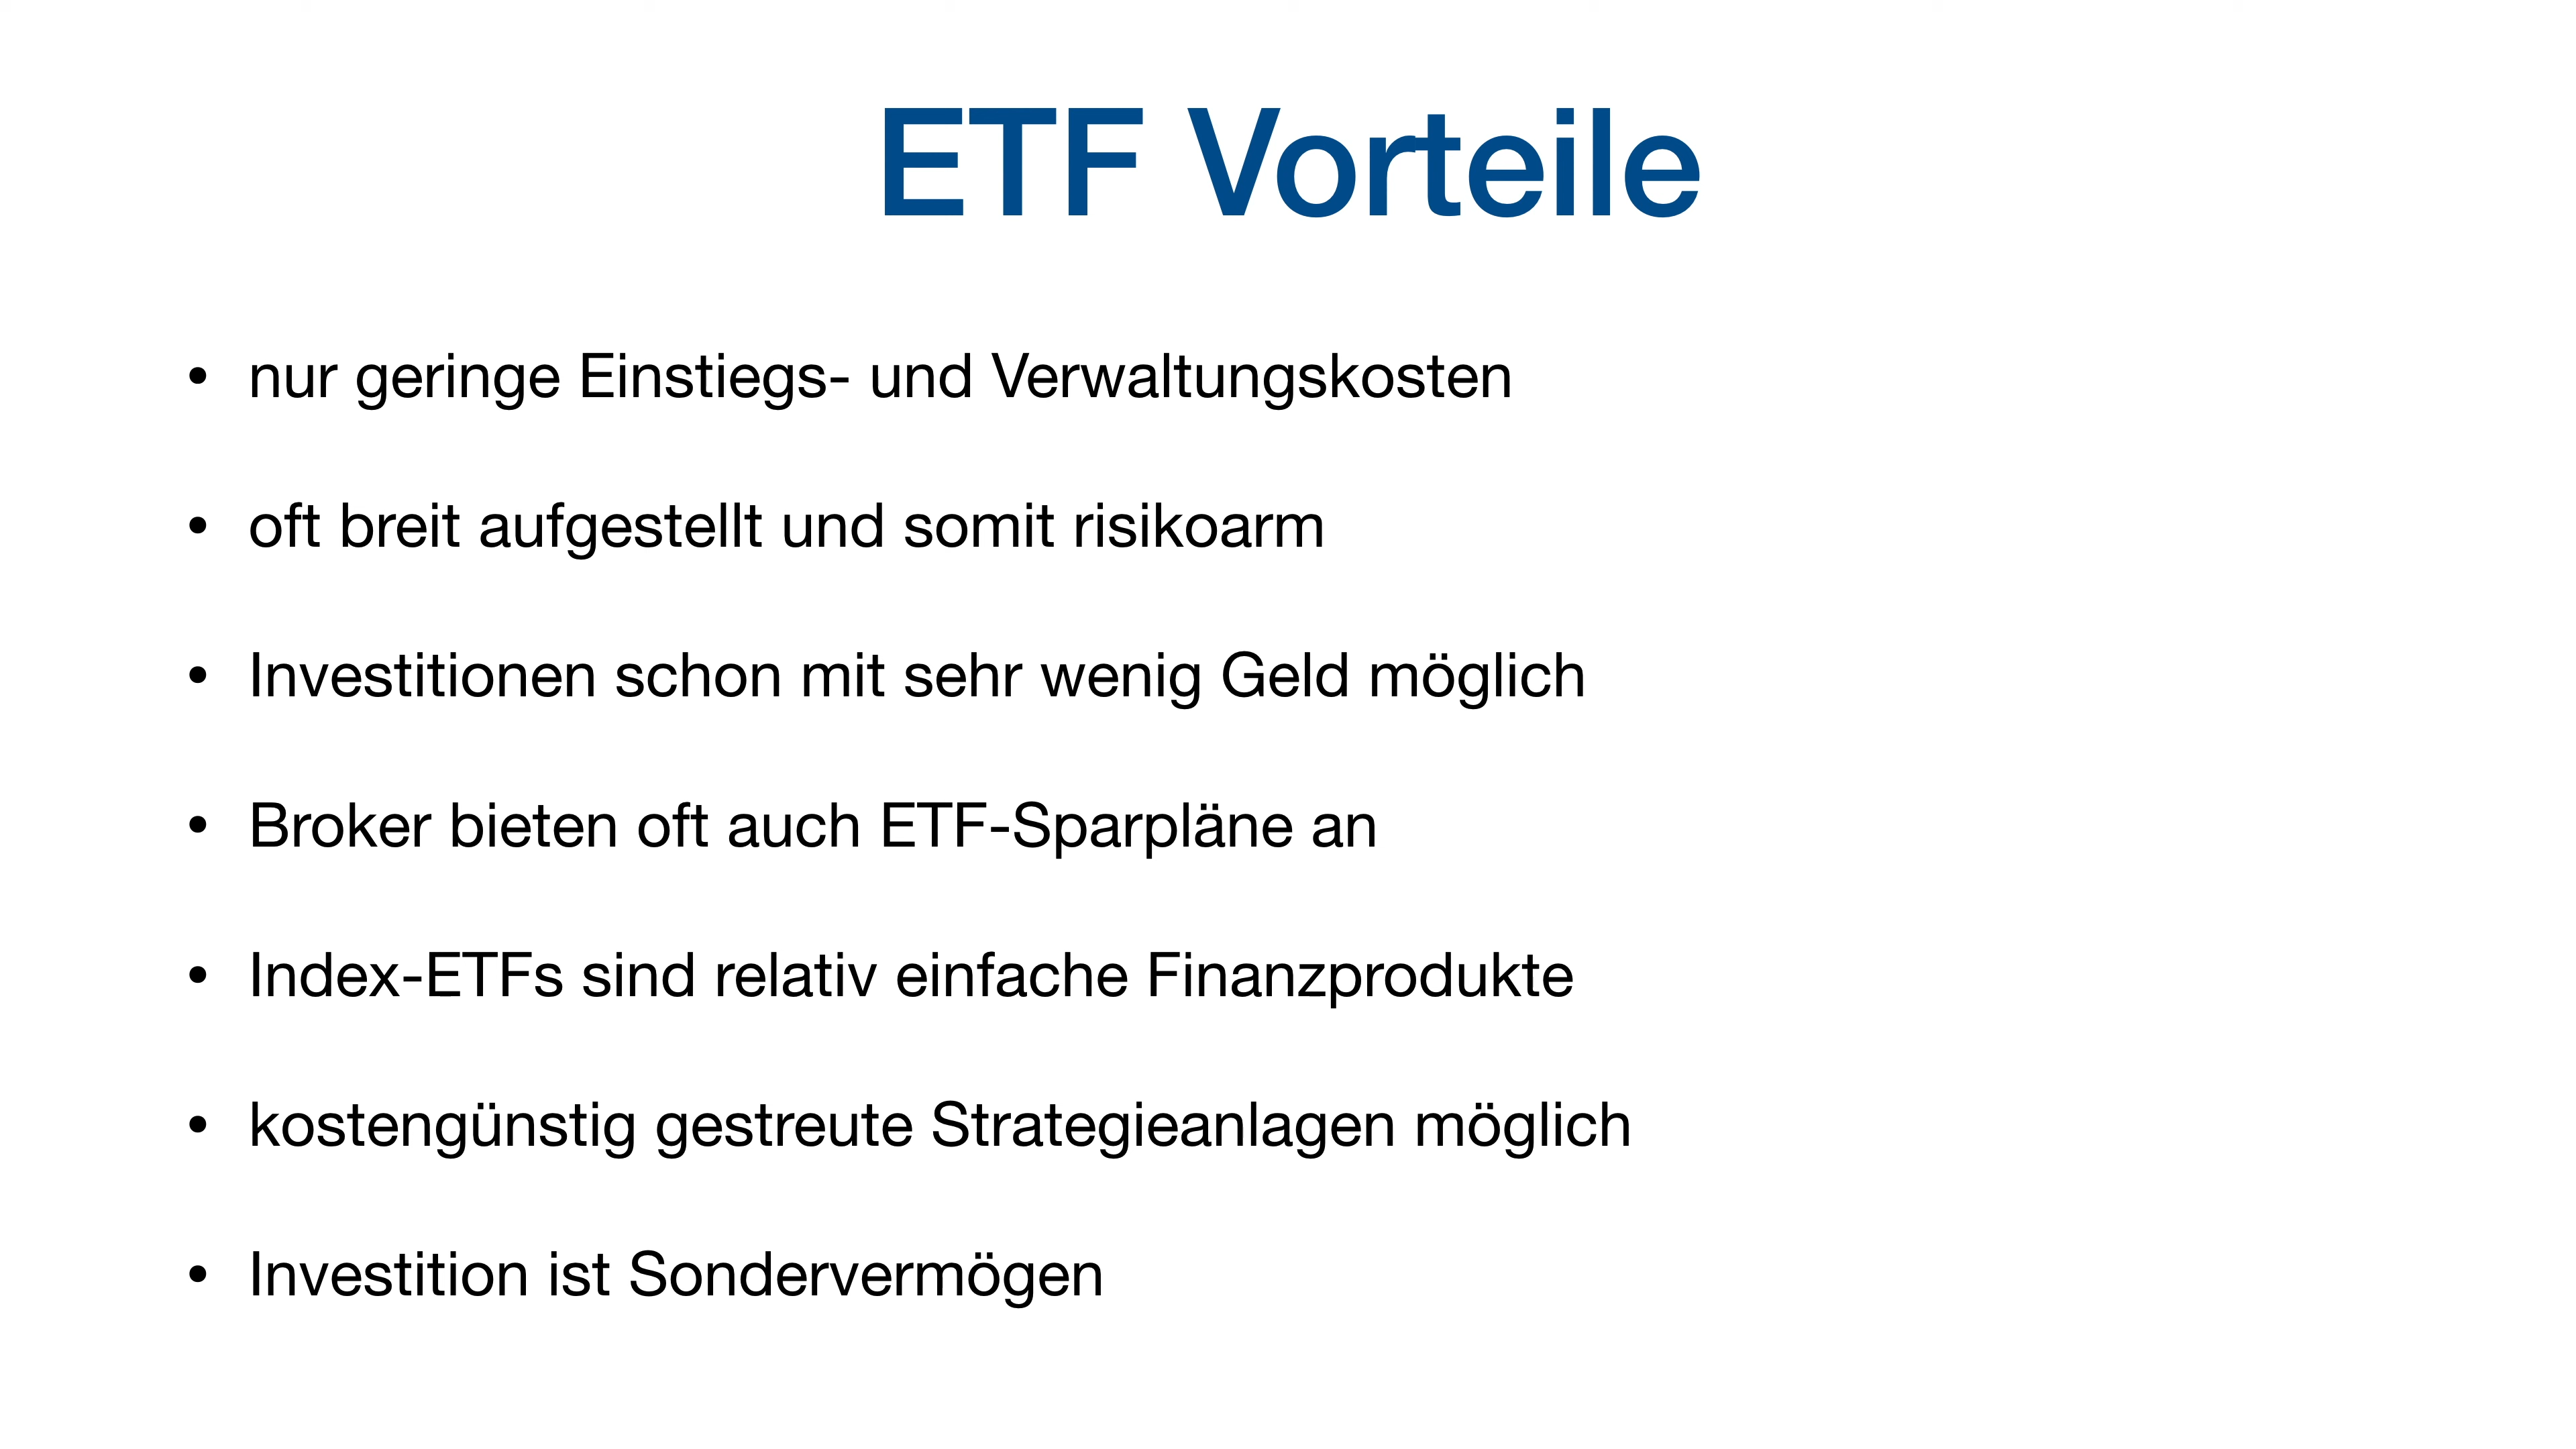 ETF Vorteile
• nur geringe Einstiegs- und Verwaltungskosten
• oft breit aufgestellt und somit risikoarm
• Investitionen schon mit sehr wenig Geld möglich
• Broker bieten oft auch ETF-Sparpläne an
• Index-ETFs sind relativ einfache Finanzprodukte
• kostengünstig gestreute Strategieanlagen möglich
• Investition ist Sondervermögen